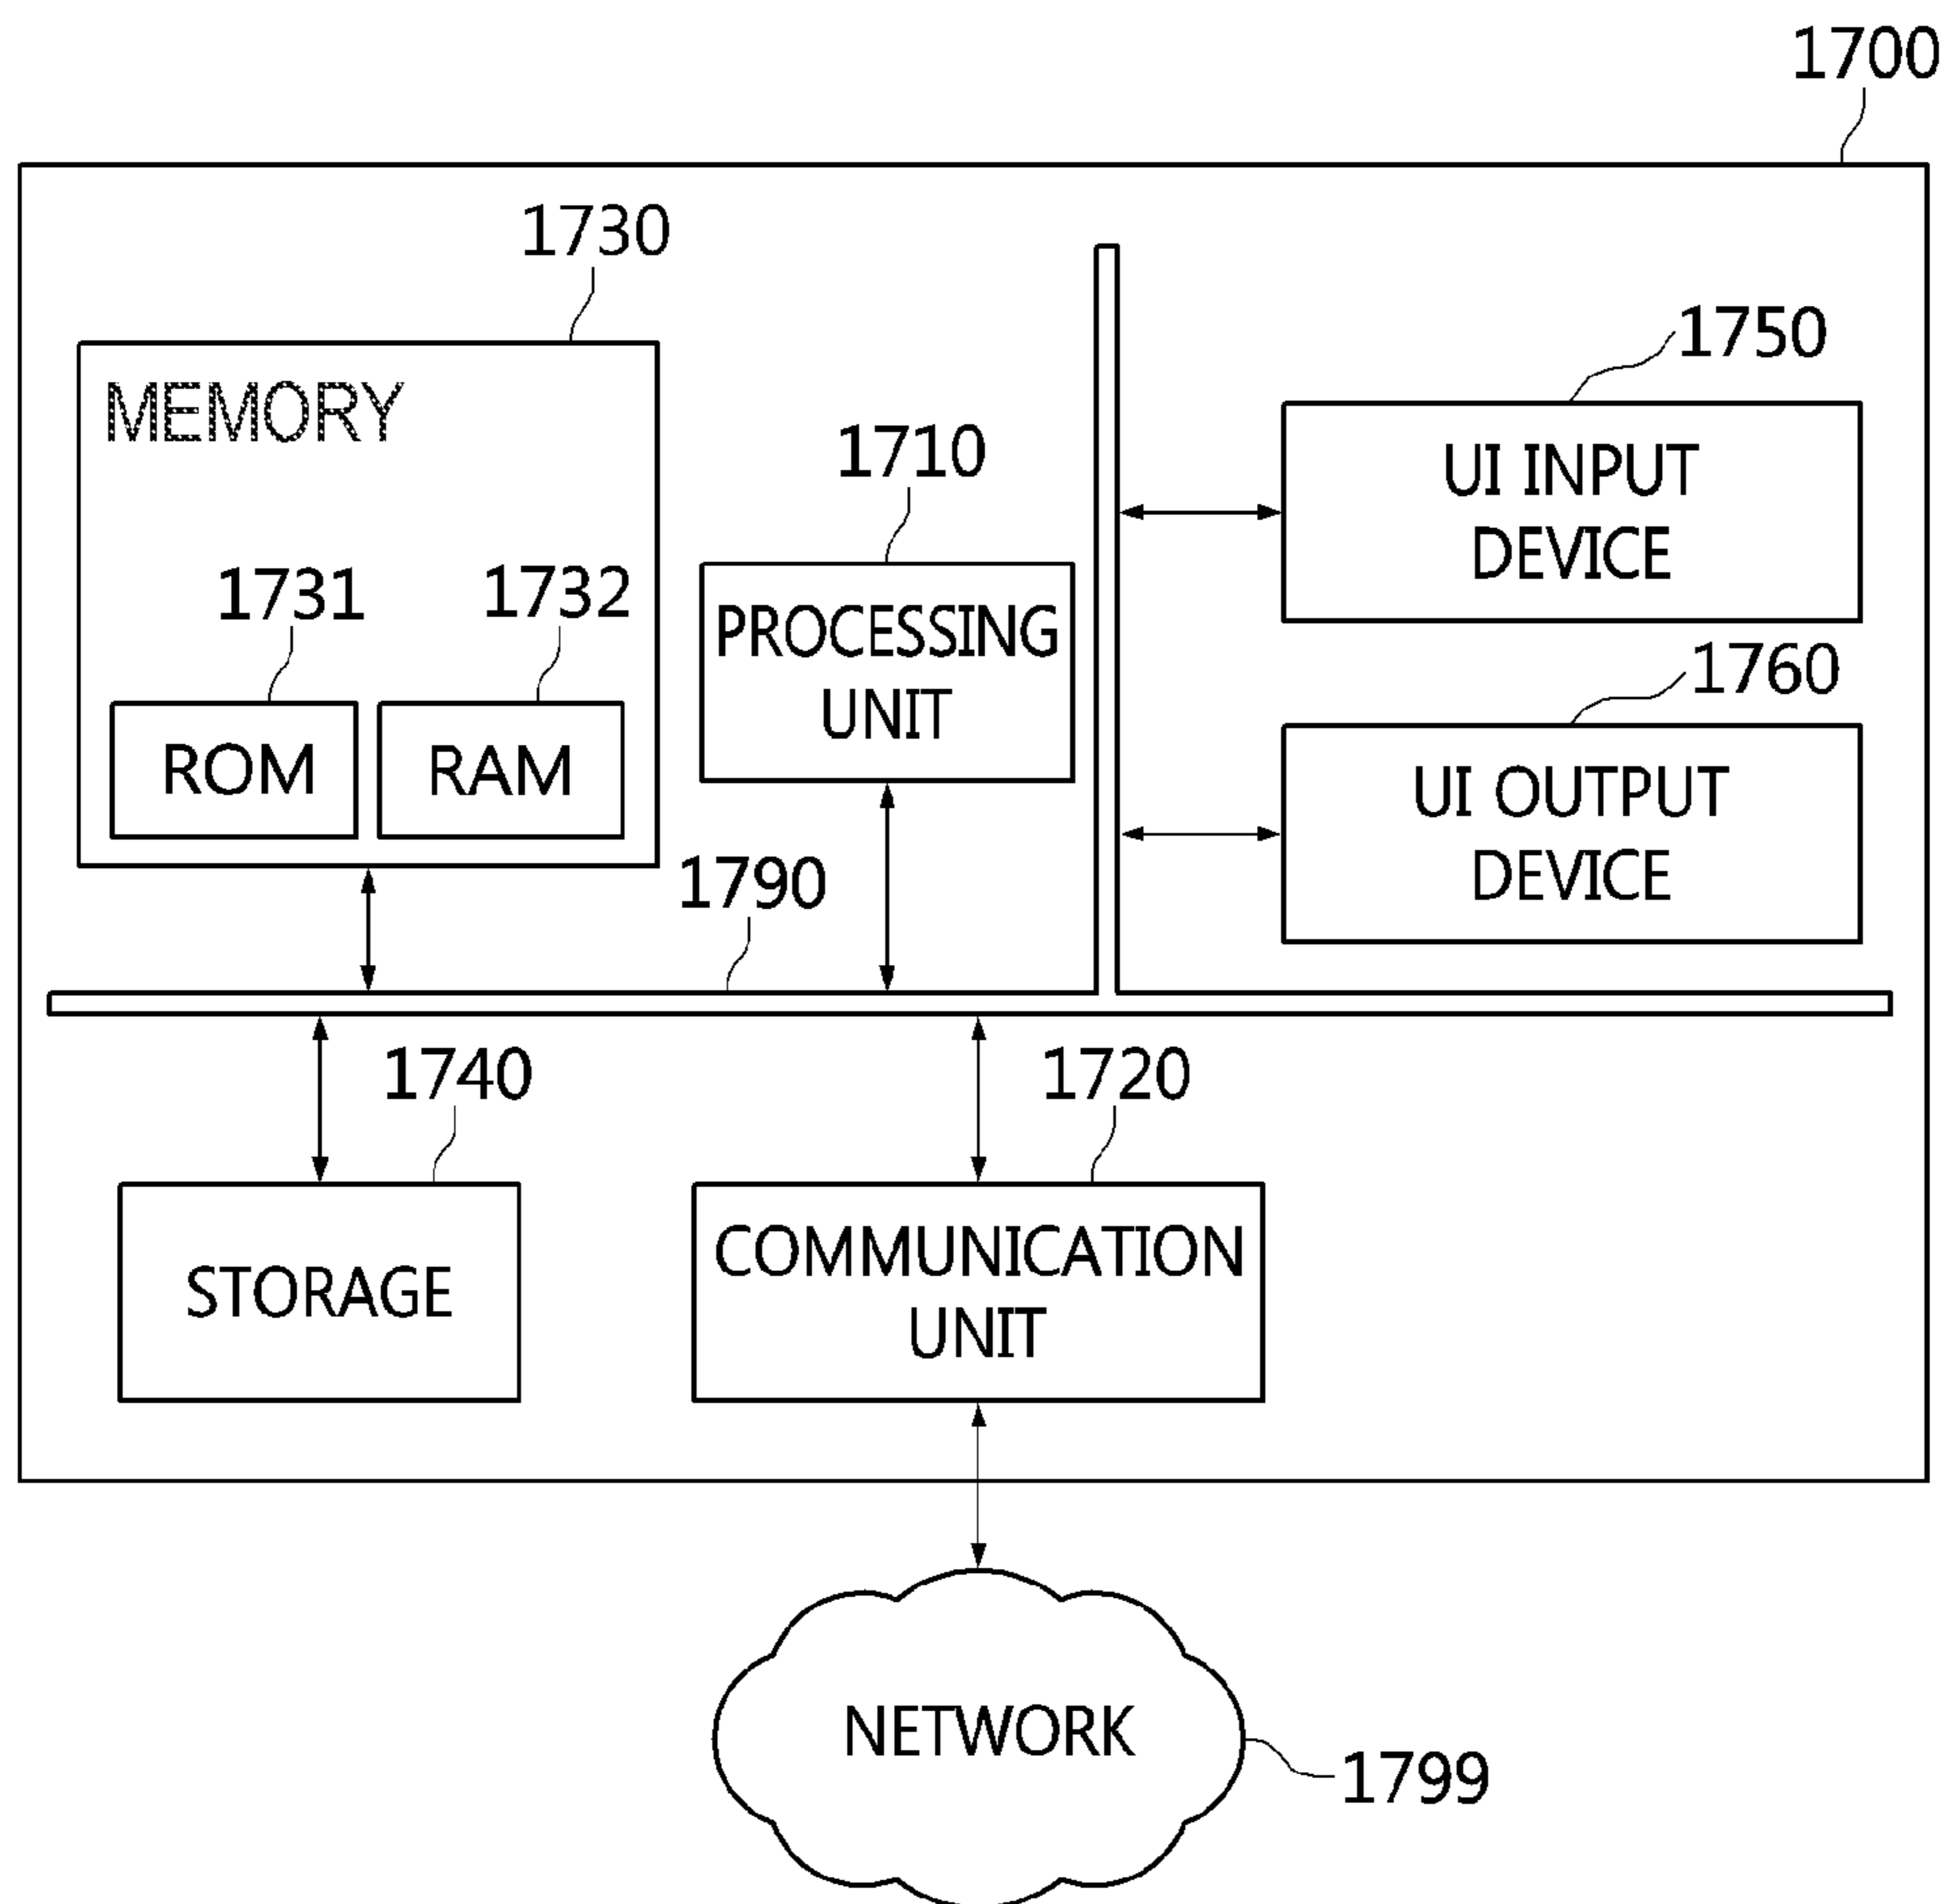 1700
1730
MEMORY
1750
UI INPUT
DEVICE
1710
PROCESSING
UNIT
1731
1732
ROM
RAM
1760
UI OUTPUT
DEVICE
1790
1740
STORAGE
1720
COMMUNICATION
UNIT
NETWORK
1799